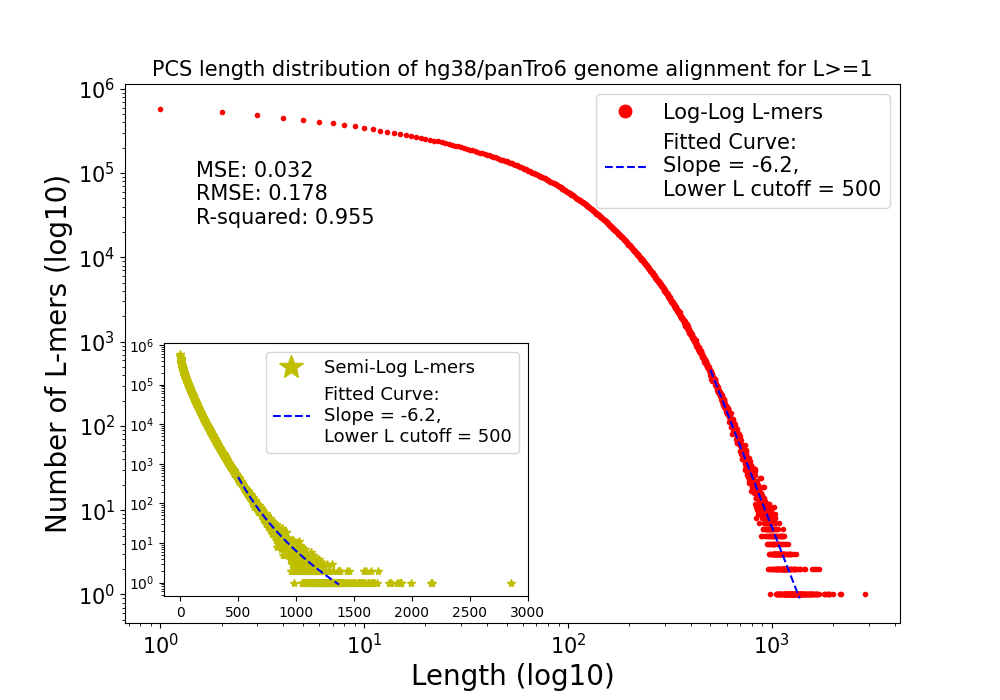 PCS length distribution of hg38/panTro6 genome alignment for L>=1
Number of L-mers (log10)
10^6
10^5
10^4
10^3
10^2
10^1
10^0
Log-Log L-mers
Fitted Curve:
Slope = -6.2,
Lower L cutoff = 500
MSE: 0.032
RMSE: 0.178
R-squared: 0.955
10^6
10^5
10^4
10^3
10^2
10^1
10^0
Semi-Log L-mers
Fitted Curve:
Slope = -6.2,
Lower L cutoff = 500
0 500 1000 1500 2000 2500 3000
10^0 10^1 10^2 10^3
Length (log10)